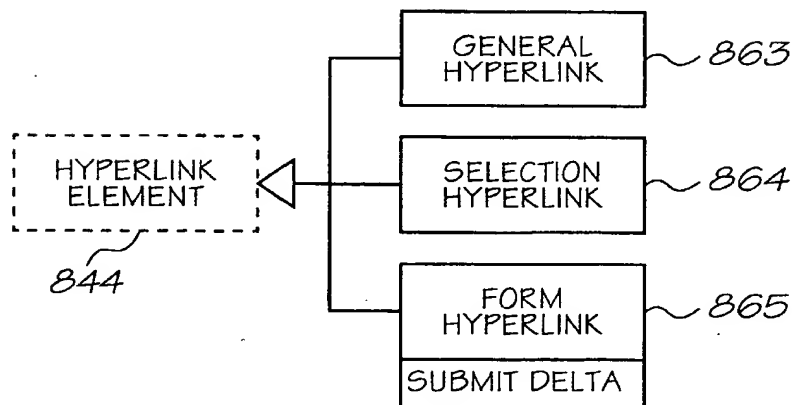 GENERAL
HYPERLINK
863
HYPERLINK
ELEMENT
844
SELECTION
HYPERLINK
864
FORM
HYPERLINK
865
SUBMIT DELTA